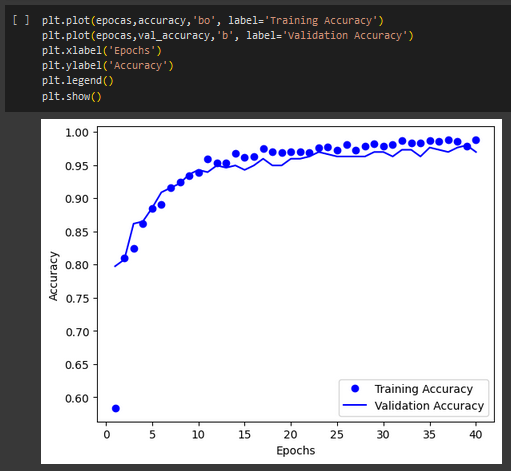 [ ] plt.plot(epocas,accuracy,'bo', label='Training Accuracy')
plt.plot(epocas,val_accuracy,'b', label='Validation Accuracy')
plt.xlabel('Epochs')
plt.ylabel('Accuracy')
plt.legend()
plt.show()
1.00
0.95
0.90
0.85
0.80
0.75
0.70
0.65
0.60
Accuracy
Training Accuracy
Validation Accuracy
0 5 10 15 20 25 30 35 40
Epochs